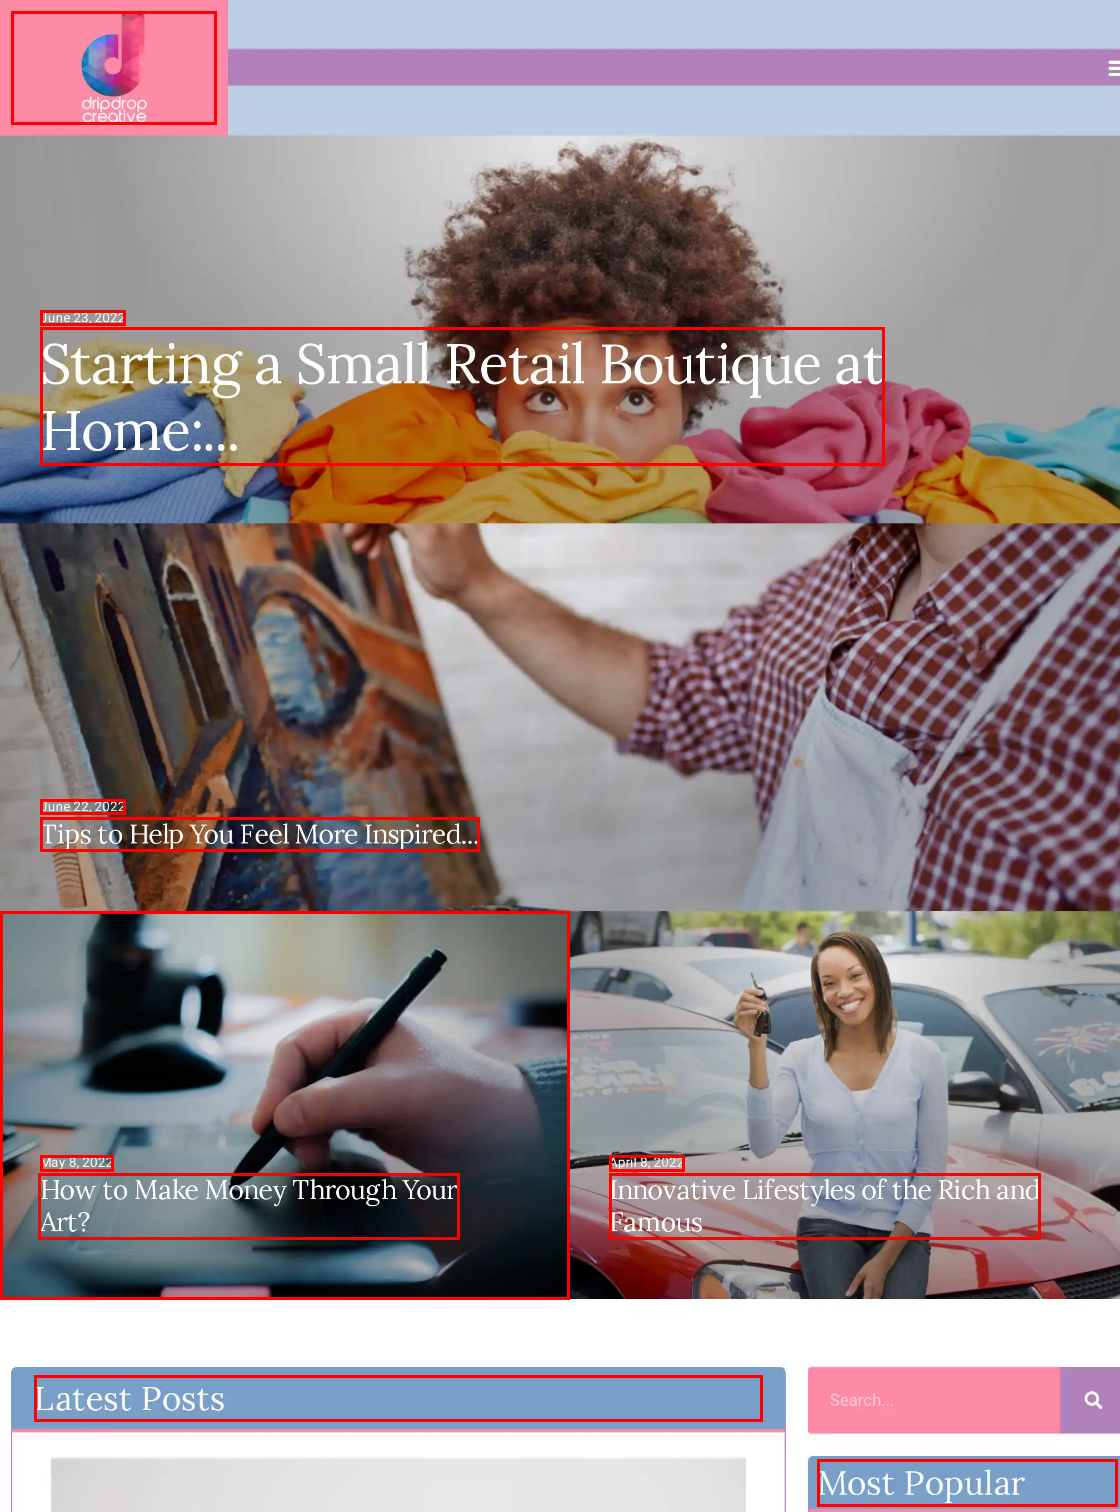 dripdrop
creative
June 23, 2022
Starting a Small Retail Boutique at
Home:...
June 22, 2022
Tips to Help You Feel More Inspired...
May 8, 2022
How to Make Money Through Your
Art?
April 8, 2022
Innovative Lifestyles of the Rich and
Famous
Latest Posts
Search...
Most Popular